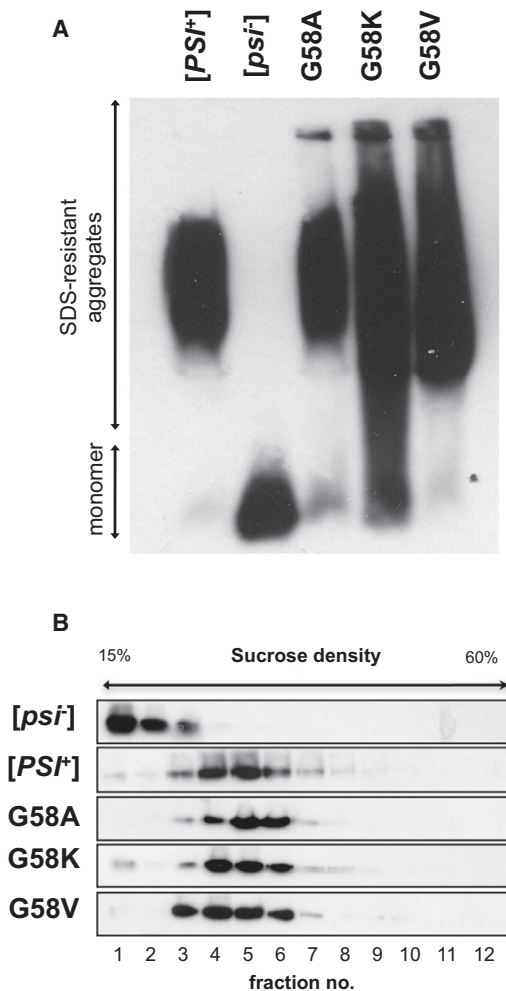 A
[PSI+] [psi-] G58A G58K G58V
SDS-resistant
aggregates
monomer
B
15% Sucrose density 60%
[psi-]
[PSI+]
G58A
G58K
G58V
1 2 3 4 5 6 7 8 9 10 11 12
fraction no.